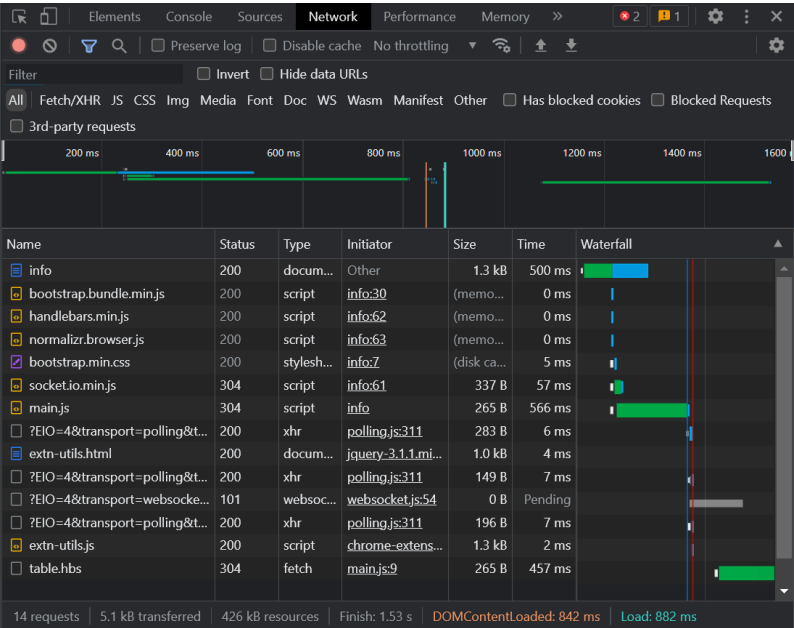 Elements Console Sources Network Performance Memory 2 1
Preserve log Disable cache No throttling
Filter Invert Hide data URLs
All Fetch/XHR JS CSS Img Media Font Doc WS Wasm Manifest Other Has blocked cookies Blocked Requests
3rd-party requests
200 ms 400 ms 600 ms 800 ms 1000 ms 1200 ms 1400 ms 1600
Name Status Type Initiator Size Time Waterfall
info 200 docum... Other 1.3 kB 500 ms
bootstrap.bundle.min.js 200 script info:30 (memo... 0 ms
handlebars.min.js 200 script info:62 (memo... 0 ms
normalizr.browser.js 200 script info:63 (memo... 0 ms
bootstrap.min.css 200 stylesh... info:7 (disk ca... 5 ms
socket.io.min.js 304 script info:61 337 B 57 ms
main.js 304 script info 265 B 566 ms
?EIO=4&transport=polling&t... 200 xhr polling.js:311 283 B 6 ms
extn-utils.html 200 docum... jquery-3.1.1.mi... 1.0 kB 4 ms
?EIO=4&transport=polling&t... 200 xhr polling.js:311 149 B 7 ms
?EIO=4&transport=websocke... 101 websoc... websocket.js:54 0 B Pending
?EIO=4&transport=polling&t... 200 xhr polling.js:311 196 B 7 ms
extn-utils.js 200 script chrome-extens... 1.3 kB 2 ms
table.hbs 304 fetch main.js:9 265 B 457 ms
14 requests 5.1 kB transferred 426 kB resources Finish: 1.53 s DOMContentLoaded: 842 ms Load: 882 ms